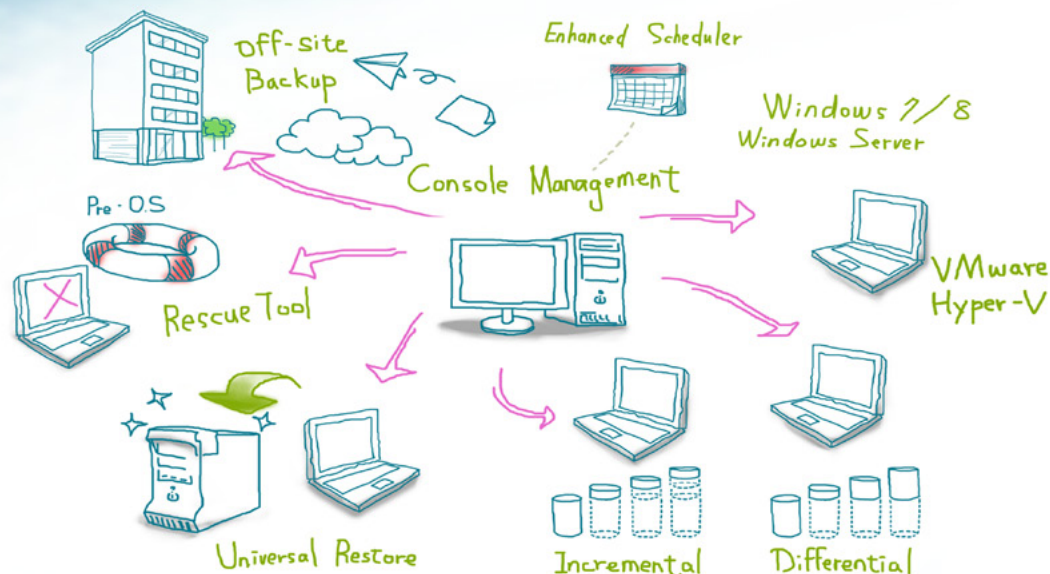 Off-site
Backup
Enhanced Scheduler
Windows 7/8
Windows Server
Console Management
Pre-O.S
Rescue Tool
VMware
Hyper-V
Universal Restore
Incremental
Differential